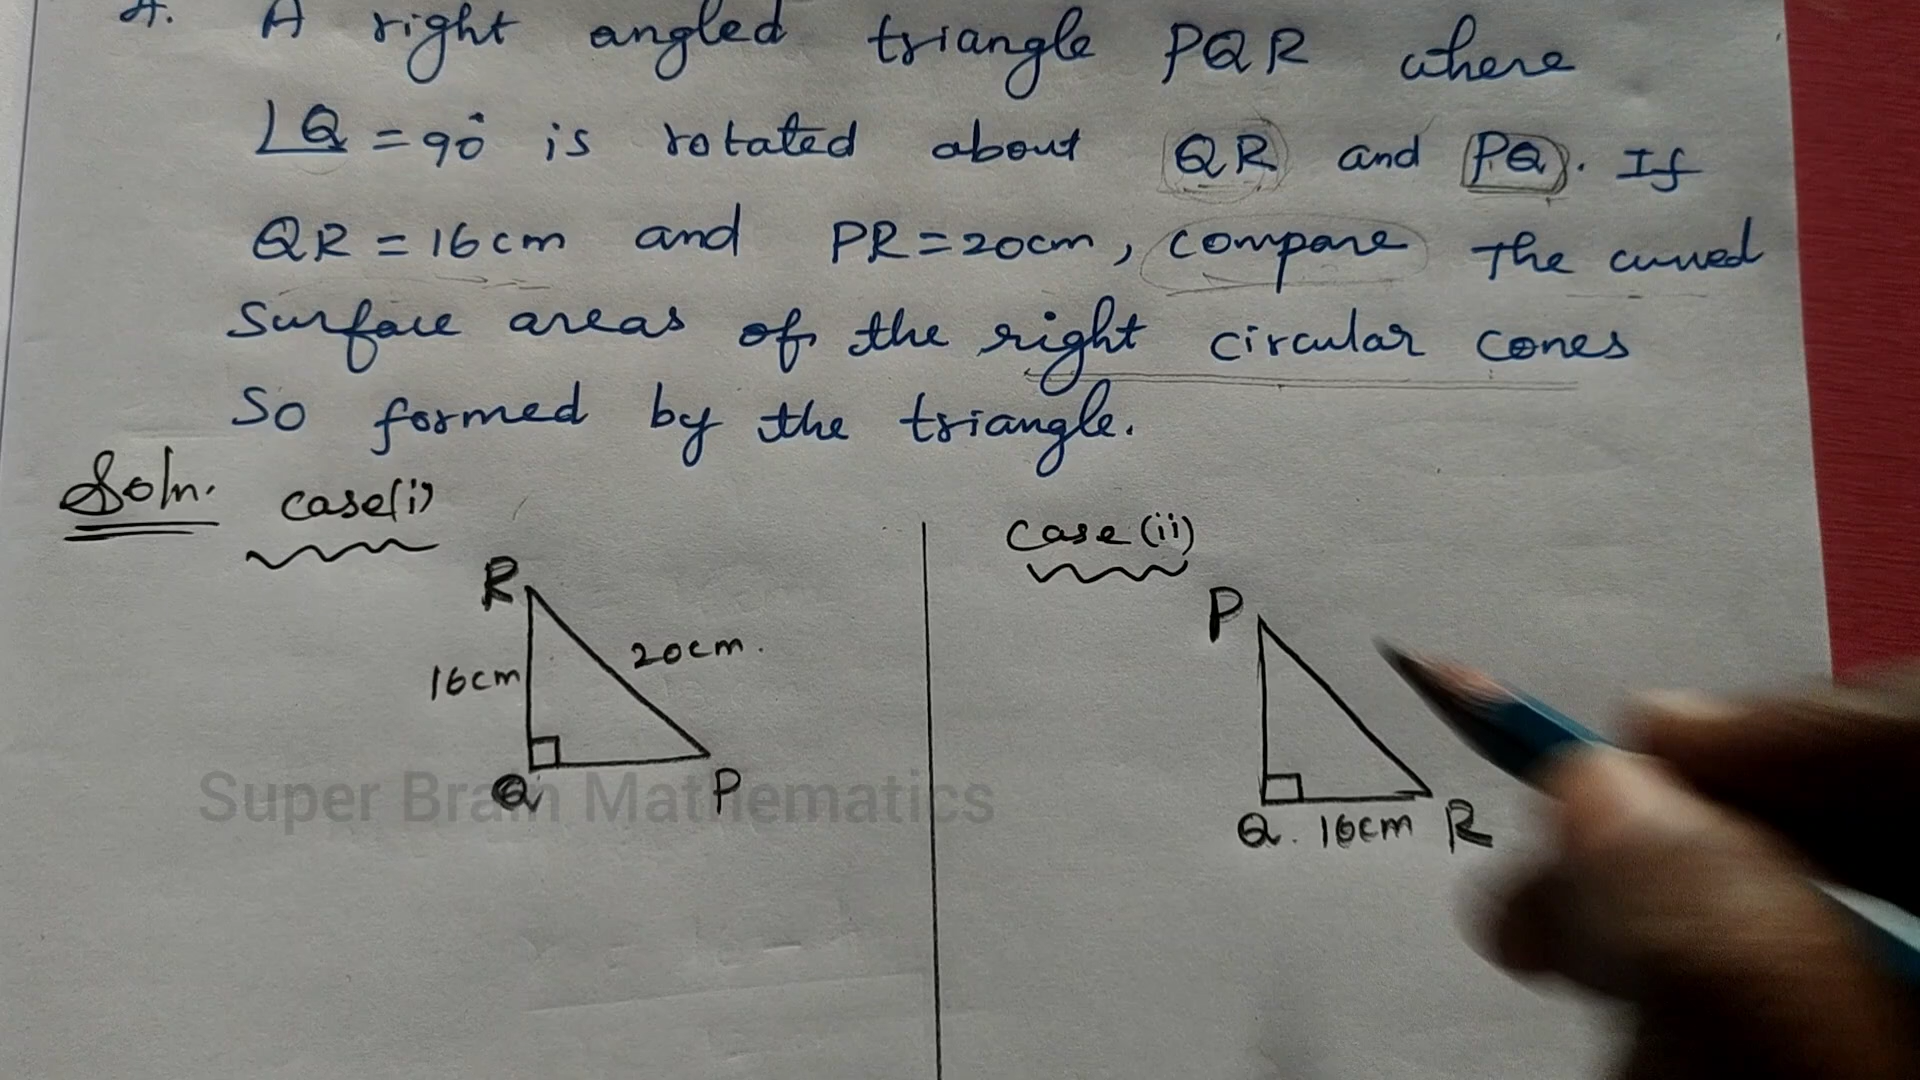 4. A right angled triangle PQR where
∠Q = 90° is rotated about QR and PQ. If
QR = 16cm and PR = 20cm, compare the curved
surface areas of the right circular cones
so formed by the triangle.
Soln. case(i)
R
16cm
20cm.
Q
P
case (ii)
P
Q. 16cm R
Super Brain Mathematics